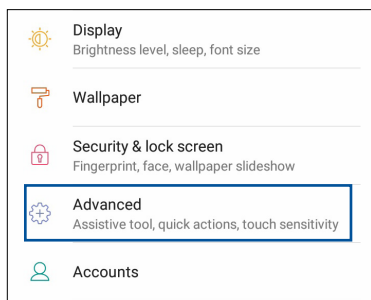 Display
Brightness level, sleep, font size
Wallpaper
Security & lock screen
Fingerprint, face, wallpaper slideshow
Advanced
Assistive tool, quick actions, touch sensitivity
Accounts